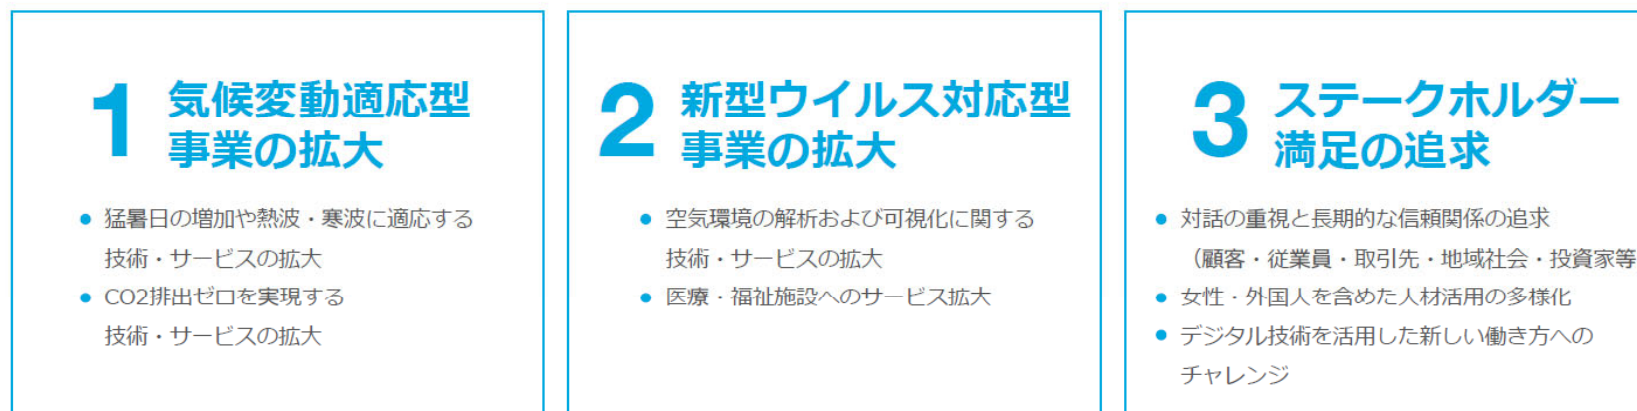 1 気候変動適応型
事業の拡大
● 猛暑日の増加や熱波・寒波に適応する
技術・サービスの拡大
● CO2排出ゼロを実現する
技術・サービスの拡大
2 新型ウイルス対応型
事業の拡大
● 空気環境の解析および可視化に関する
技術・サービスの拡大
● 医療・福祉施設へのサービス拡大
3 ステークホルダー
満足の追求
● 対話の重視と長期的な信頼関係の追求
（顧客・従業員・取引先・地域社会・投資家等
● 女性・外国人を含めた人材活用の多様化
● デジタル技術を活用した新しい働き方への
チャレンジ